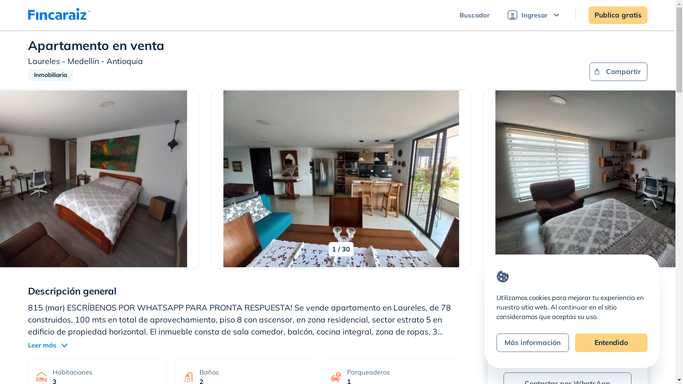 Fincaraiz
Buscador
Ingresar
Publica gratis
Apartamento en venta
Laureles - Medellín - Antioquia
Inmobiliaria
Compartir
1 / 30
Descripción general
815 (mar) ESCRÍBENOS POR WHATSAPP PARA PRONTA RESPUESTA! Se vende apartamento en Laureles, de 78
construidos, 100 mts en total de aprovechamiento, piso 8 con ascensor, en zona residencial, sector estrato 5 en
edificio de propiedad horizontal. El inmueble consta de sala comedor, balcón, cocina integral, zona de ropas, 3...
Leer más
Habitaciones
3
Baños
2
Parqueaderos
1
Utilizamos cookies para mejorar tu experiencia en
nuestro sitio web. Al continuar en el sitio
consideramos que aceptas su uso.
Más información
Entendido
Contactar por WhatsApp